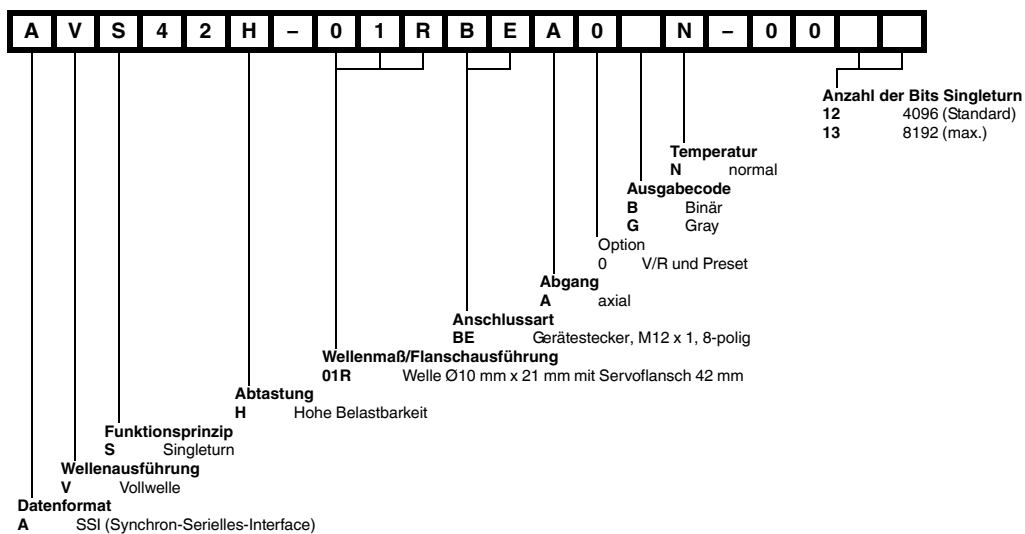 A V S 4 2 H - 0 1 R B E A 0 N - 0 0
Anzahl der Bits Singleturn
12 4096 (Standard)
13 8192 (max.)
Temperatur
N normal
Ausgabecode
B Binär
G Gray
Option
0 V/R und Preset
Abgang
A axial
Anschlussart
BE Gerätestecker, M12 x 1, 8-polig
Wellenmaß/Flanschausführung
01R Welle Ø10 mm x 21 mm mit Servoflansch 42 mm
Abtastung
H Hohe Belastbarkeit
Funktionsprinzip
S Singleturn
Wellenausführung
V Vollwelle
Datenformat
A SSI (Synchron-Serielles-Interface)